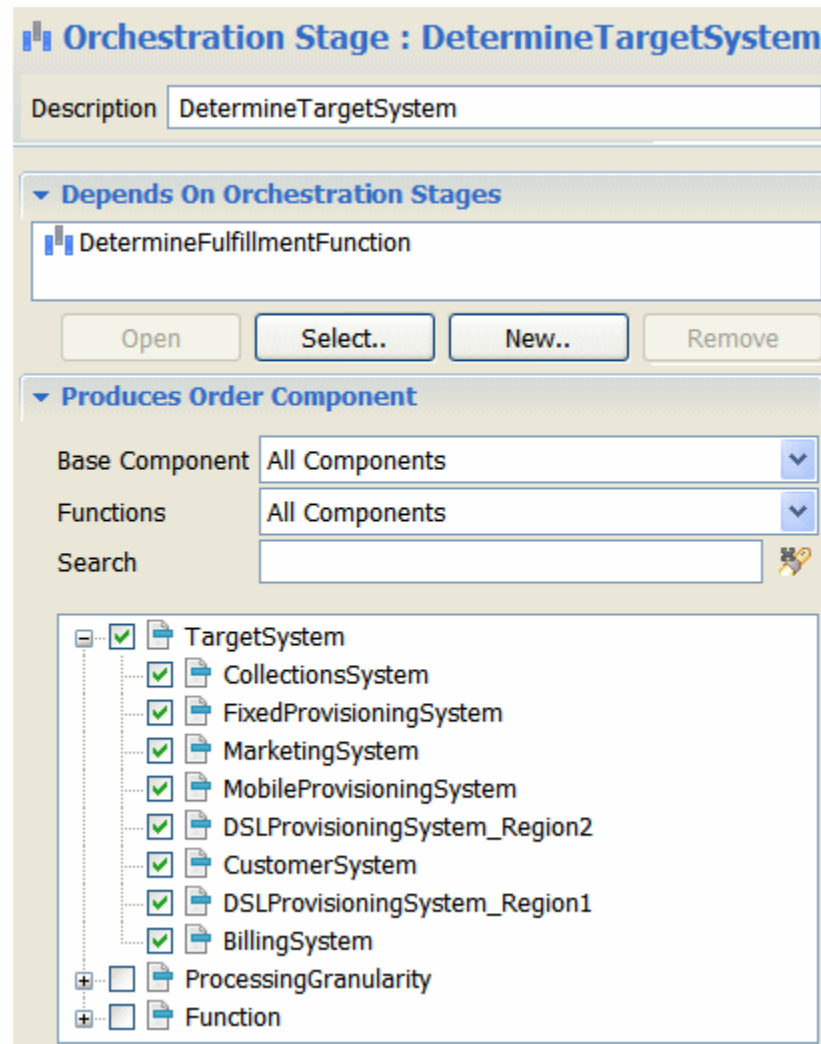 Orchestration Stage : DetermineTargetSystem
Description DetermineTargetSystem
Depends On Orchestration Stages
DetermineFulfillmentFunction
Open Select.. New.. Remove
Produces Order Component
Base Component All Components
Functions All Components
Search
TargetSystem
CollectionsSystem
FixedProvisioningSystem
MarketingSystem
MobileProvisioningSystem
DSLProvisioningSystem_Region2
CustomerSystem
DSLProvisioningSystem_Region1
BillingSystem
ProcessingGranularity
Function